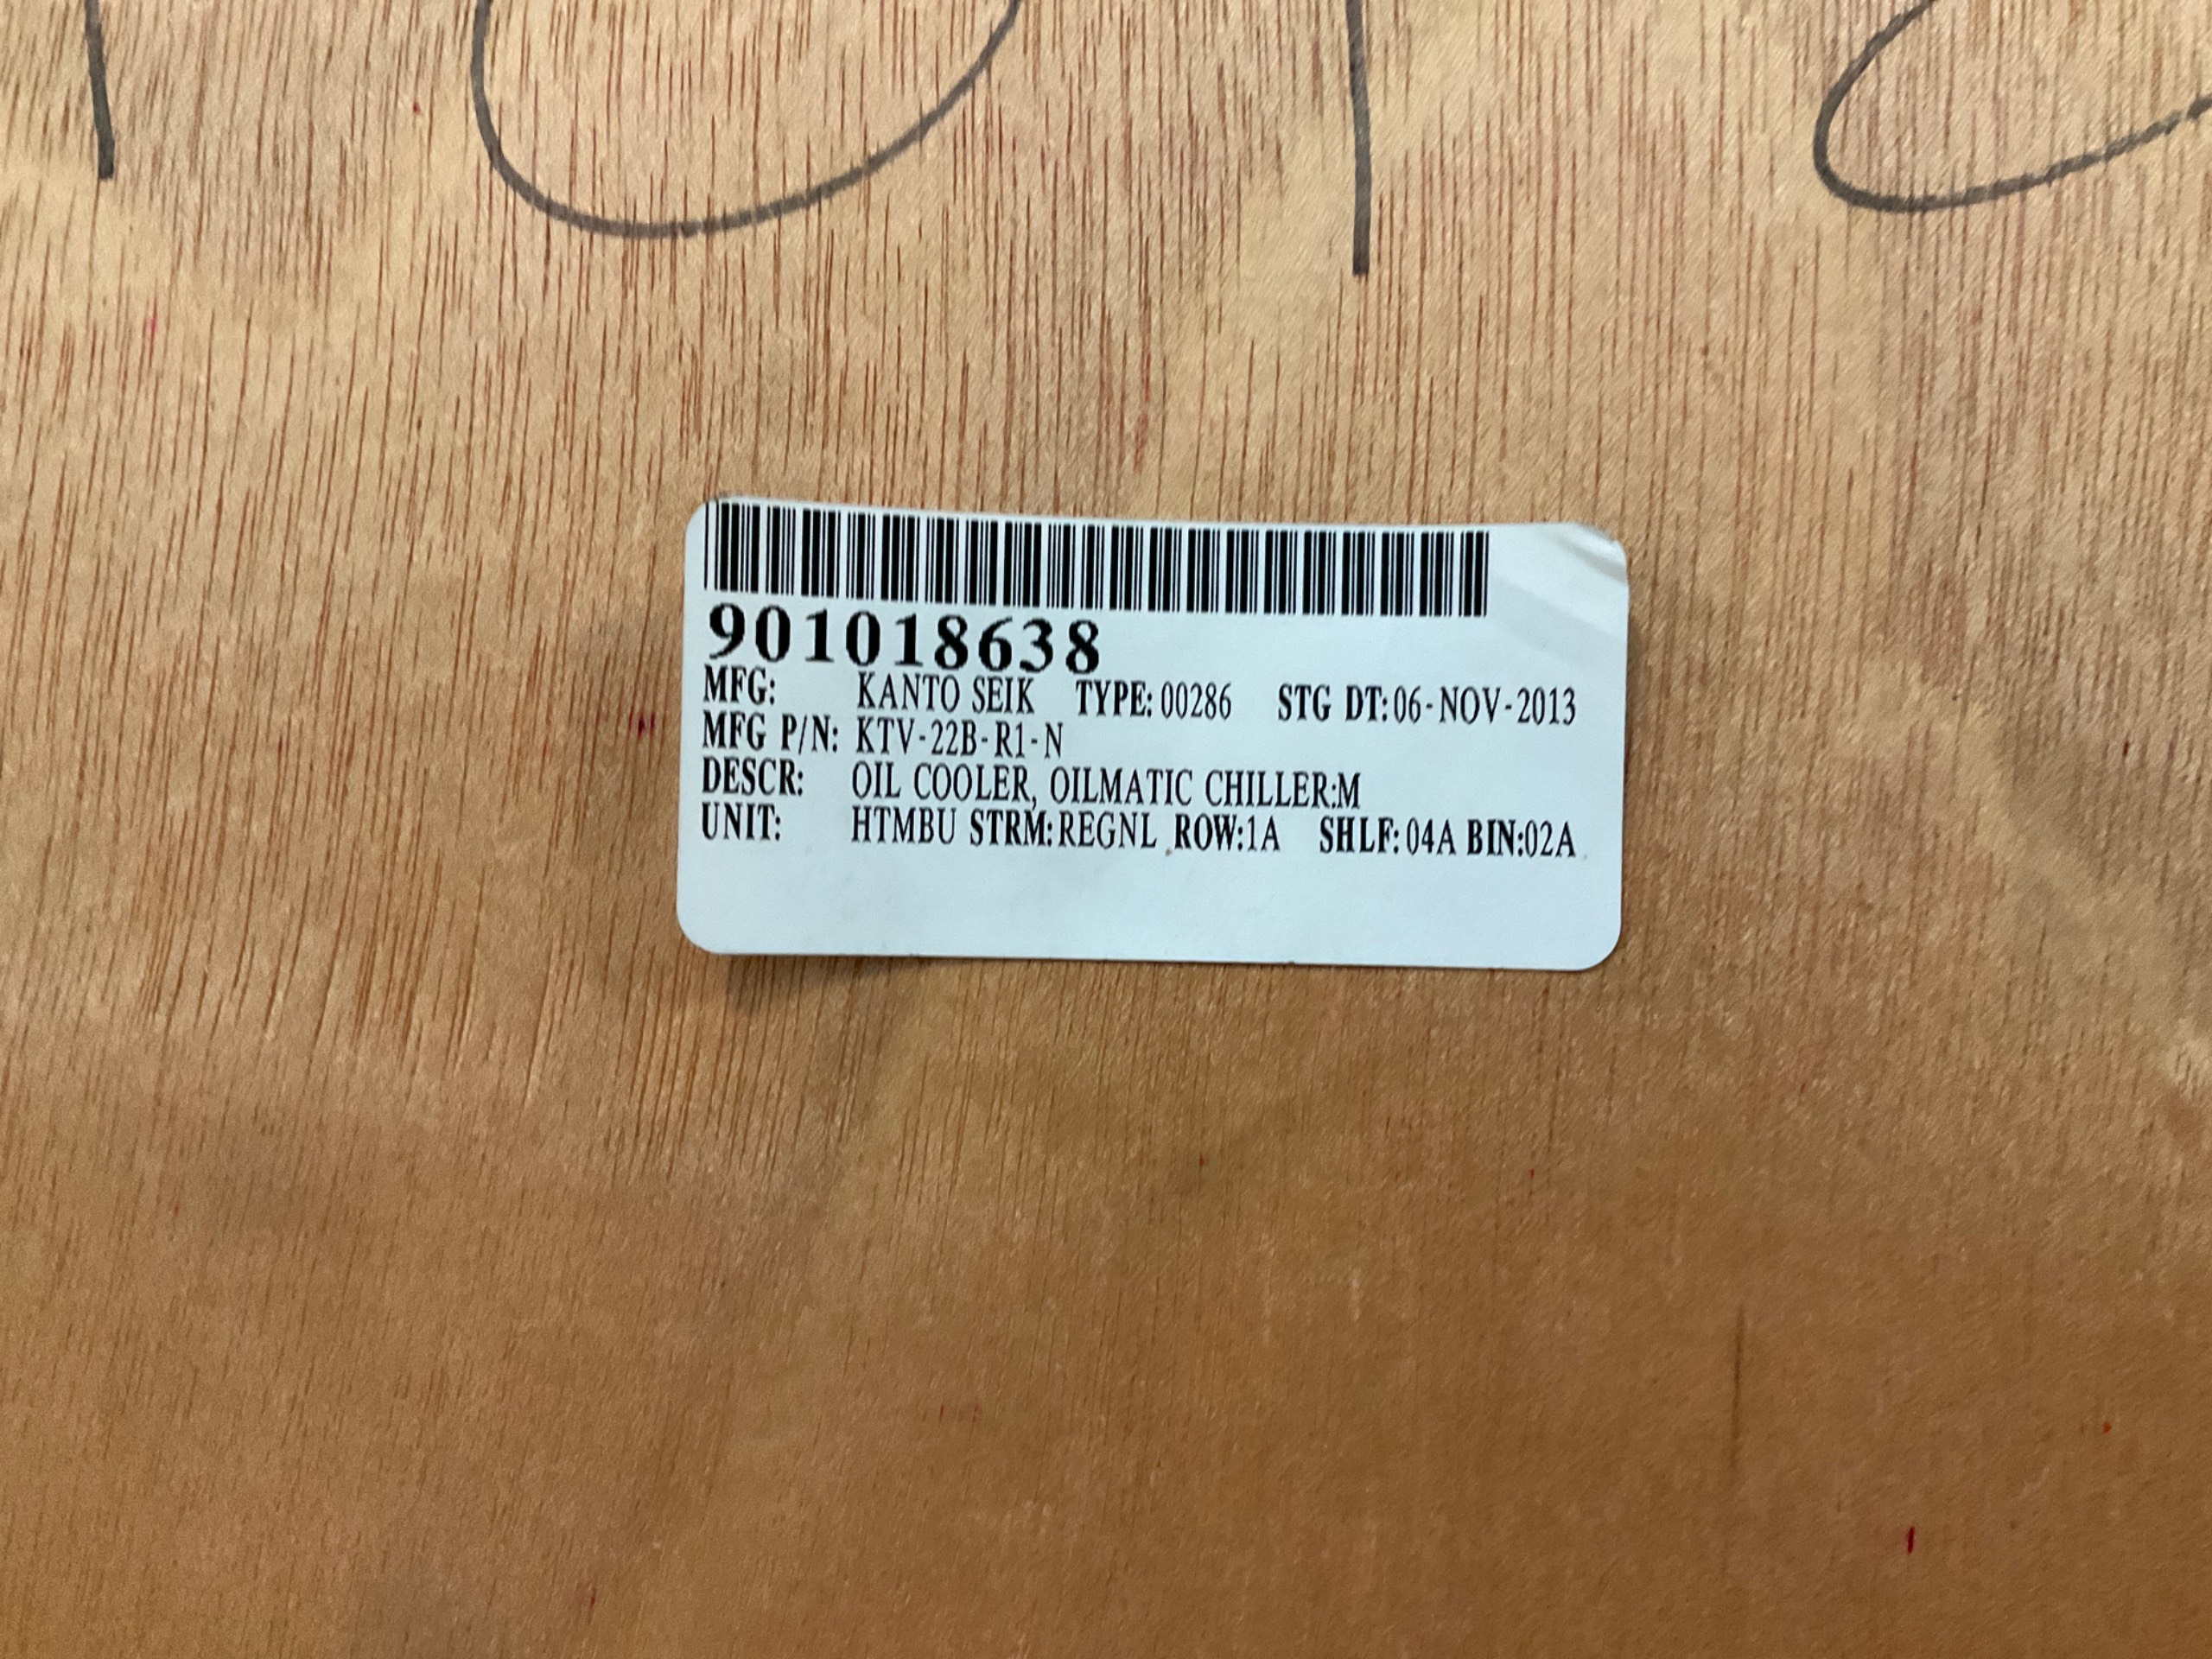 901018638
MFG: KANTO SEIK TYPE: 00286 STG DT: 06-NOV-2013
MFG P/N: KTV-22B-R1-N
DESCR: OIL COOLER, OILMATIC CHILLER:M
UNIT: HTMBU STRM: REGNL ROW:1A SHLF: 04A BIN:02A